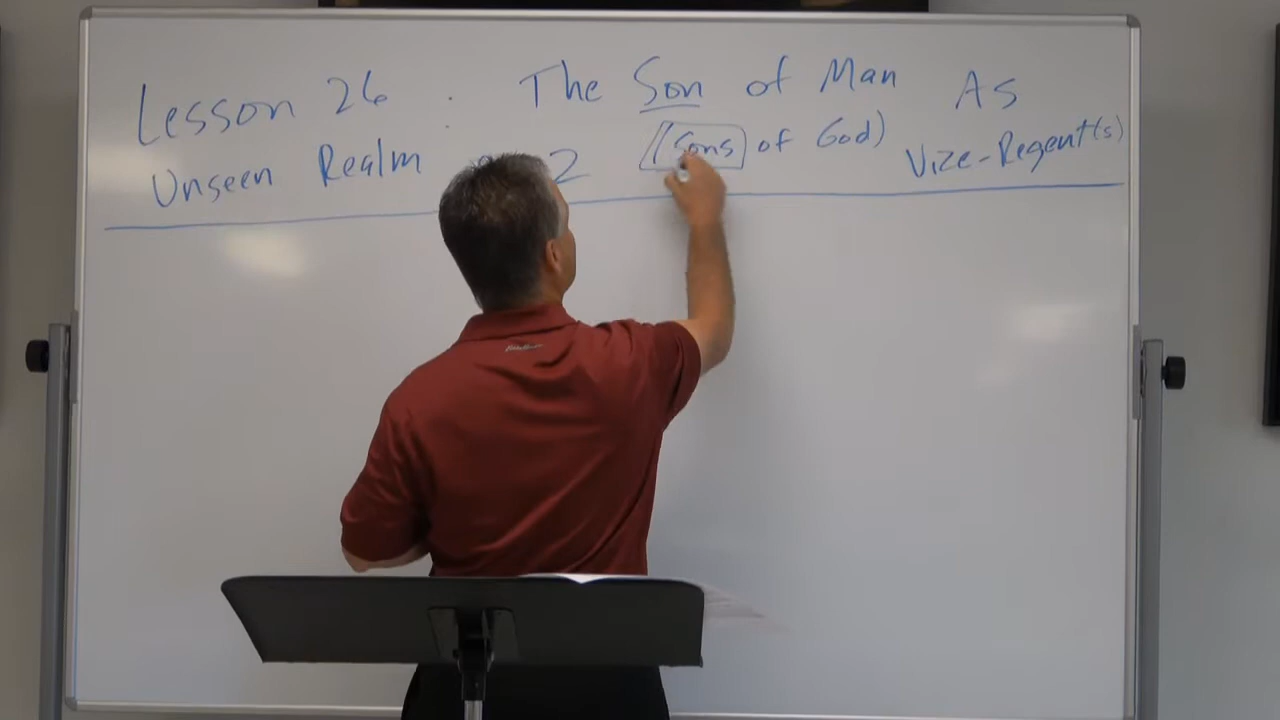 Lesson 26 : The Son of Man As
Unseen Realm 2 (Sons of God) Vize-Regent(s)